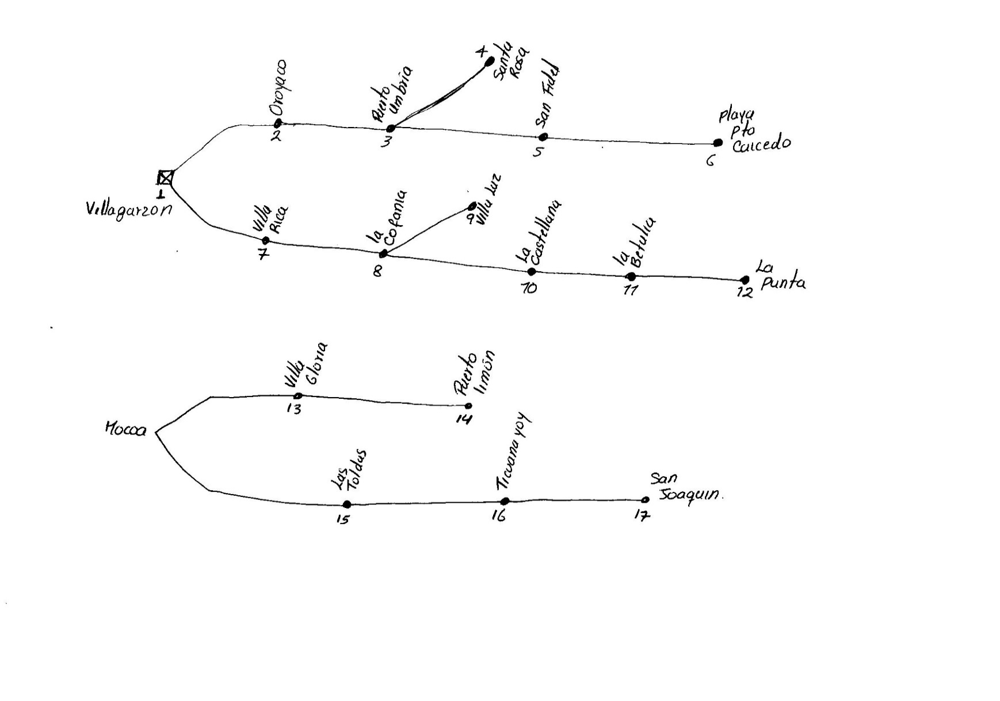 4
Santa
Rosa
Oroyaco
2
Puerto
Umbria
3
San Fidel
5
Playa
Pto
Caicedo
6
1
Villagarzon
Villa
Rica
7
la
Cofania
8
9
Villa Luz
La
Castellana
10
la
Betulia
11
La
Punta
12
Villa
Gloria
13
Puerto
limón
14
Mocoa
Las
Toldas
15
Ticuanayoy
16
San
Joaquin.
17